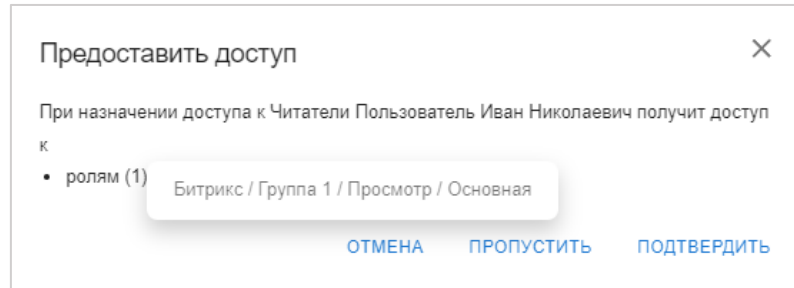 Предоставить доступ
При назначении доступа к Читатели Пользователь Иван Николаевич получит доступ
к
• ролям (1)
Битрикс / Группа 1 / Просмотр / Основная
ОТМЕНА ПРОПУСТИТЬ ПОДТВЕРДИТЬ